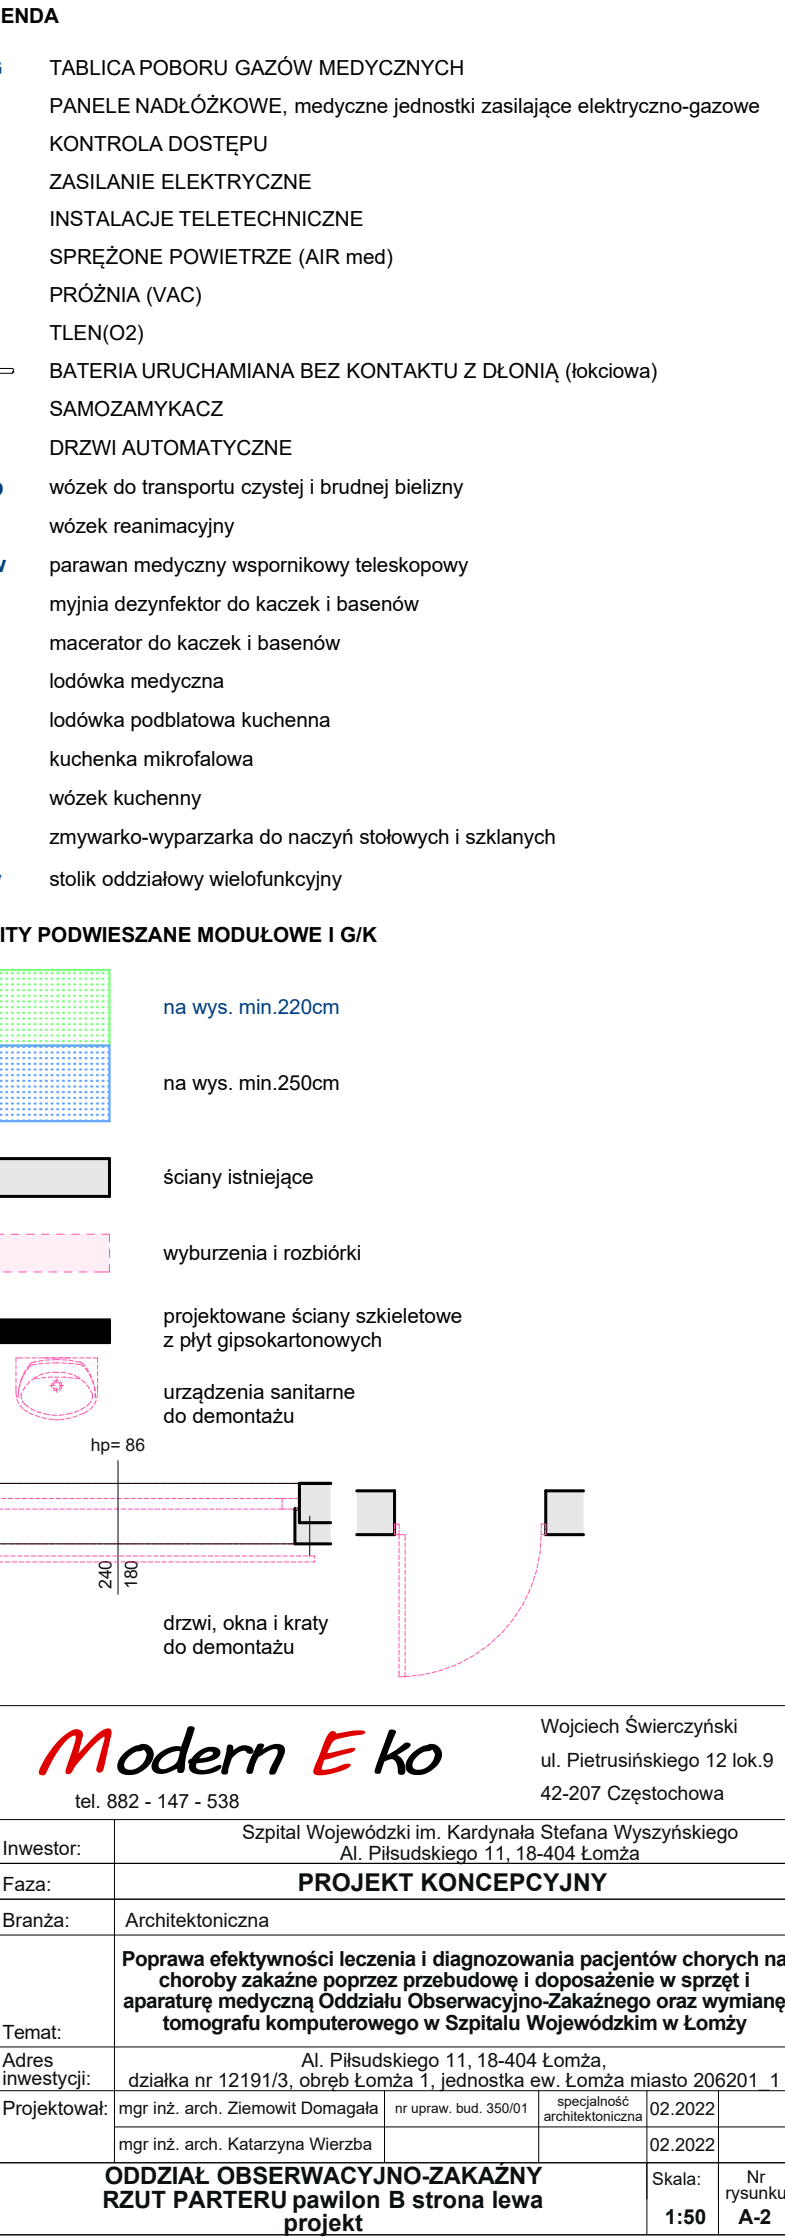 ENDA
TABLICA POBORU GAZÓW MEDYCZNYCH
PANELE NADŁÓŻKOWE, medyczne jednostki zasilające elektryczno-gazowe
KONTROLA DOSTĘPU
ZASILANIE ELEKTRYCZNE
INSTALACJE TELETECHNICZNE
SPRĘŻONE POWIETRZE (AIR med)
PRÓŻNIA (VAC)
TLEN(O2)
BATERIA URUCHAMIANA BEZ KONTAKTU Z DŁONIĄ (łokciowa)
SAMOZAMYKACZ
DRZWI AUTOMATYCZNE
wózek do transportu czystej i brudnej bielizny
wózek reanimacyjny
parawan medyczny wspornikowy teleskopowy
myjnia dezynfektor do kaczek i basenów
macerator do kaczek i basenów
lodówka medyczna
lodówka podblatowa kuchenna
kuchenka mikrofalowa
wózek kuchenny
zmywarko-wyparzarka do naczyń stołowych i szklanych
stolik oddziałowy wielofunkcyjny
ITY PODWIESZANE MODUŁOWE I G/K
na wys. min.220cm
na wys. min.250cm
ściany istniejące
wyburzenia i rozbiórki
projektowane ściany szkieletowe
z płyt gipsokartonowych
urządzenia sanitarne
do demontażu
hp= 86
240
180
drzwi, okna i kraty
do demontażu
Modern Eko
tel. 882 - 147 - 538
Wojciech Świerczyński
ul. Pietrusińskiego 12 lok.9
42-207 Częstochowa
Inwestor:
Szpital Wojewódzki im. Kardynała Stefana Wyszyńskiego
Al. Piłsudskiego 11, 18-404 Łomża
Faza:
PROJEKT KONCEPCYJNY
Branża:
Architektoniczna
Temat:
Poprawa efektywności leczenia i diagnozowania pacjentów chorych na
choroby zakaźne poprzez przebudowę i doposażenie w sprzęt i
aparaturę medyczną Oddziału Obserwacyjno-Zakaźnego oraz wymianę
tomografu komputerowego w Szpitalu Wojewódzkim w Łomży
Adres
inwestycji:
Al. Piłsudskiego 11, 18-404 Łomża,
działka nr 12191/3, obręb Łomża 1, jednostka ew. Łomża miasto 206201_1
Projektował:
mgr inż. arch. Ziemowit Domagała
nr upraw. bud. 350/01
specjalność
architektoniczna
02.2022
mgr inż. arch. Katarzyna Wierzba
02.2022
ODDZIAŁ OBSERWACYJNO-ZAKAŹNY
RZUT PARTERU pawilon B strona lewa
projekt
Skala:
1:50
Nr
rysunku
A-2